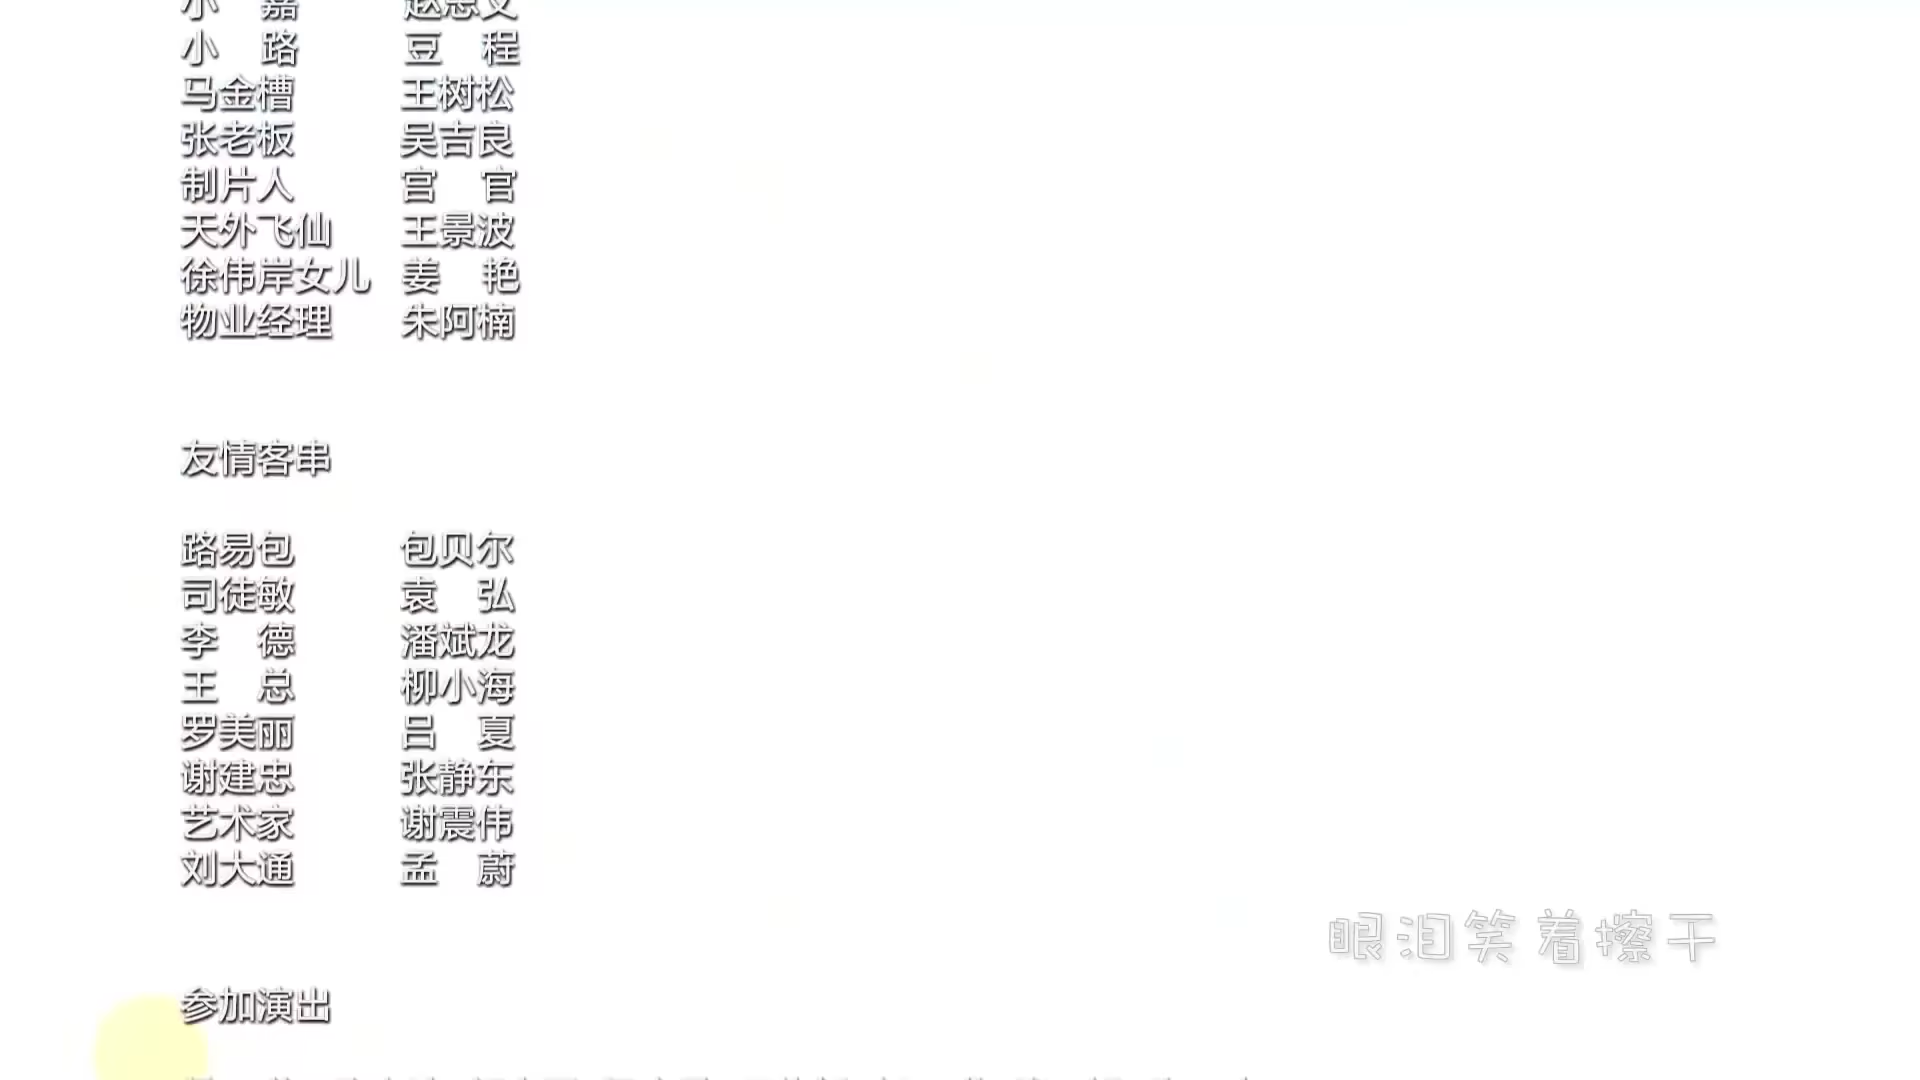 小 嘉 赵志文
小 路 豆 程
马金槽 王树松
张老板 吴吉良
制片人 宫 官
天外飞仙 王景波
徐伟岸女儿 姜 艳
物业经理 朱阿楠
友情客串
路易包 包贝尔
司徒敏 袁 弘
李 德 潘斌龙
王 总 柳小海
罗美丽 吕 夏
谢建忠 张静东
艺术家 谢震伟
刘大通 孟 蔚
眼泪笑着擦干
参加演出